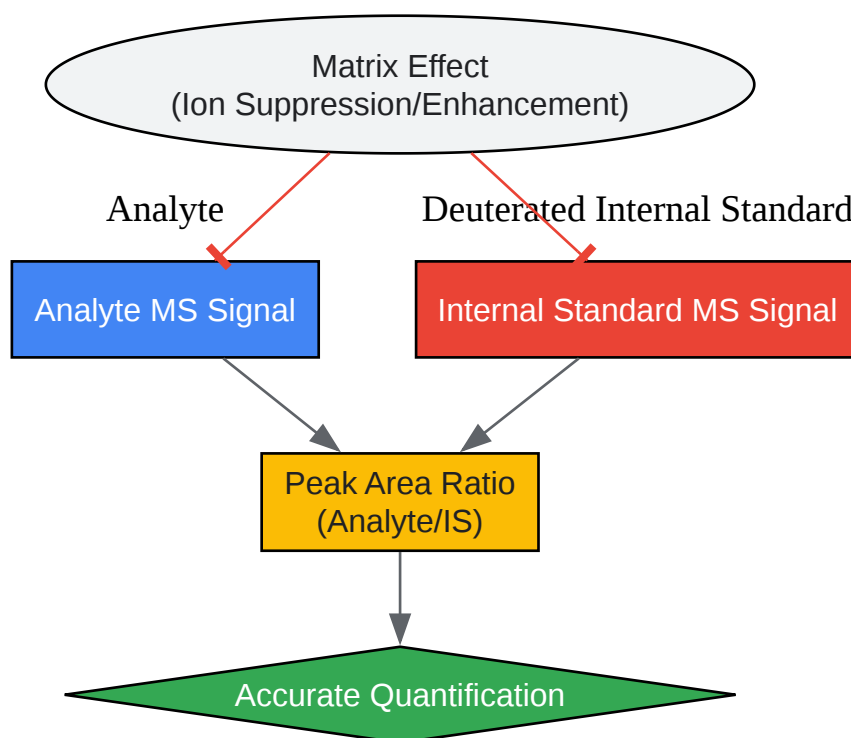 Matrix Effect
(Ion Suppression/Enhancement)
Analyte
Deuterated Internal Standard
Analyte MS Signal
Internal Standard MS Signal
Peak Area Ratio
(Analyte/IS)
Accurate Quantification